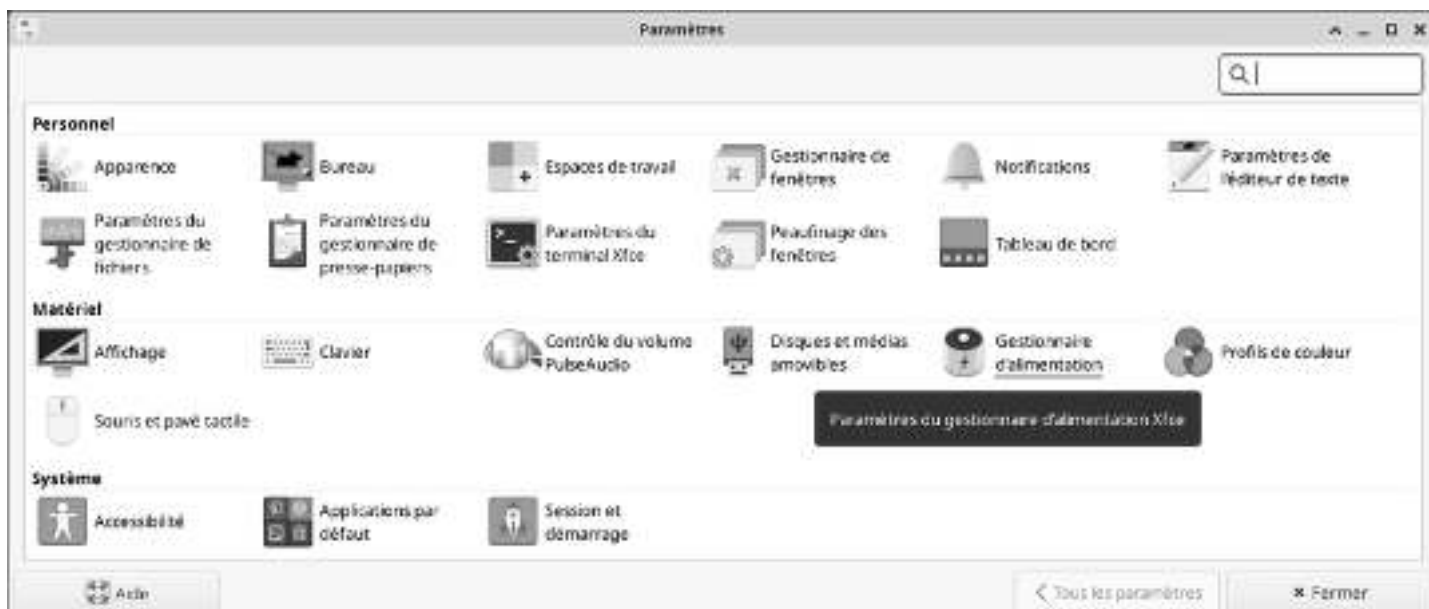 Paramètres
Personnel
Apparence
Bureau
Espaces de travail
Gestionnaire de
fenêtres
Notifications
Paramètres de
l'éditeur de texte
Paramètres du
gestionnaire de
fichiers
Paramètres du
gestionnaire de
presse-papiers
Paramètres du
terminal Xfce
Peaufinage des
fenêtres
Tableau de bord
Matériel
Affichage
Clavier
Contrôle du volume
PulseAudio
Disques et médias
amovibles
Gestionnaire
d'alimentation
Profils de couleur
Souris et pavé tactile
Paramètres du gestionnaire d'alimentation Xfce
Système
Accessibilité
Applications par
défaut
Session et
démarrage
Aide
Tous les paramètres
Fermer